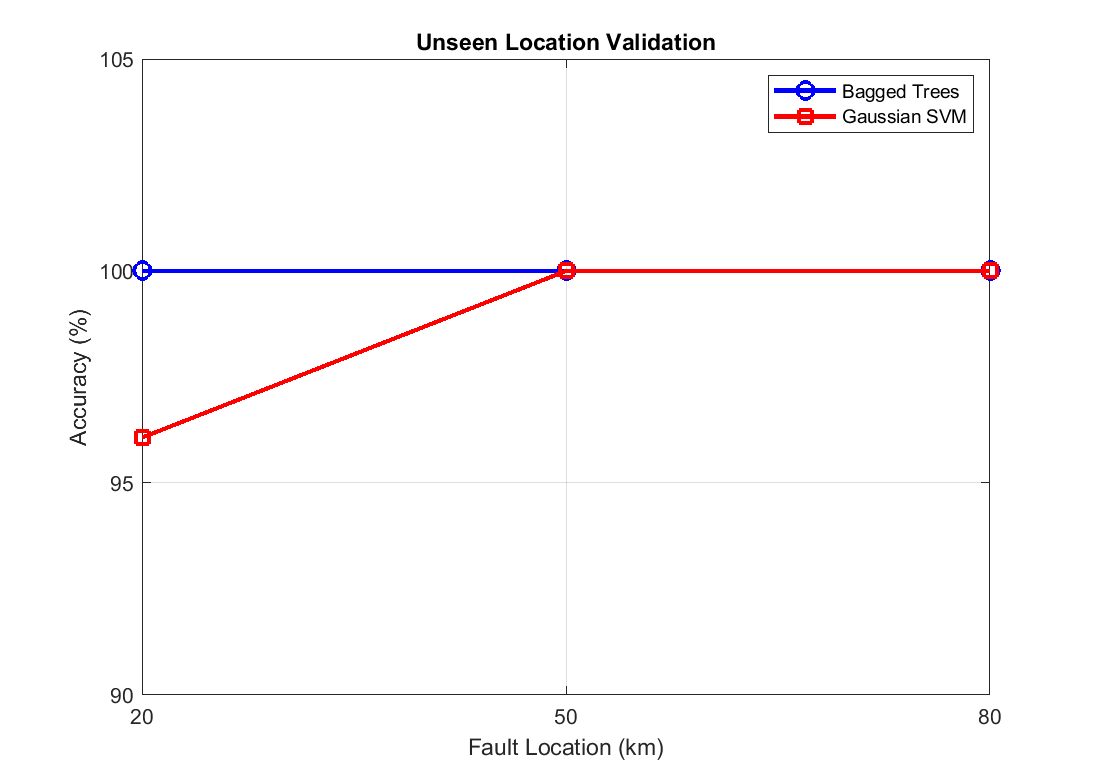 Unseen Location Validation
105
100
95
90
Accuracy (%)
Bagged Trees
Gaussian SVM
20
50
80
Fault Location (km)